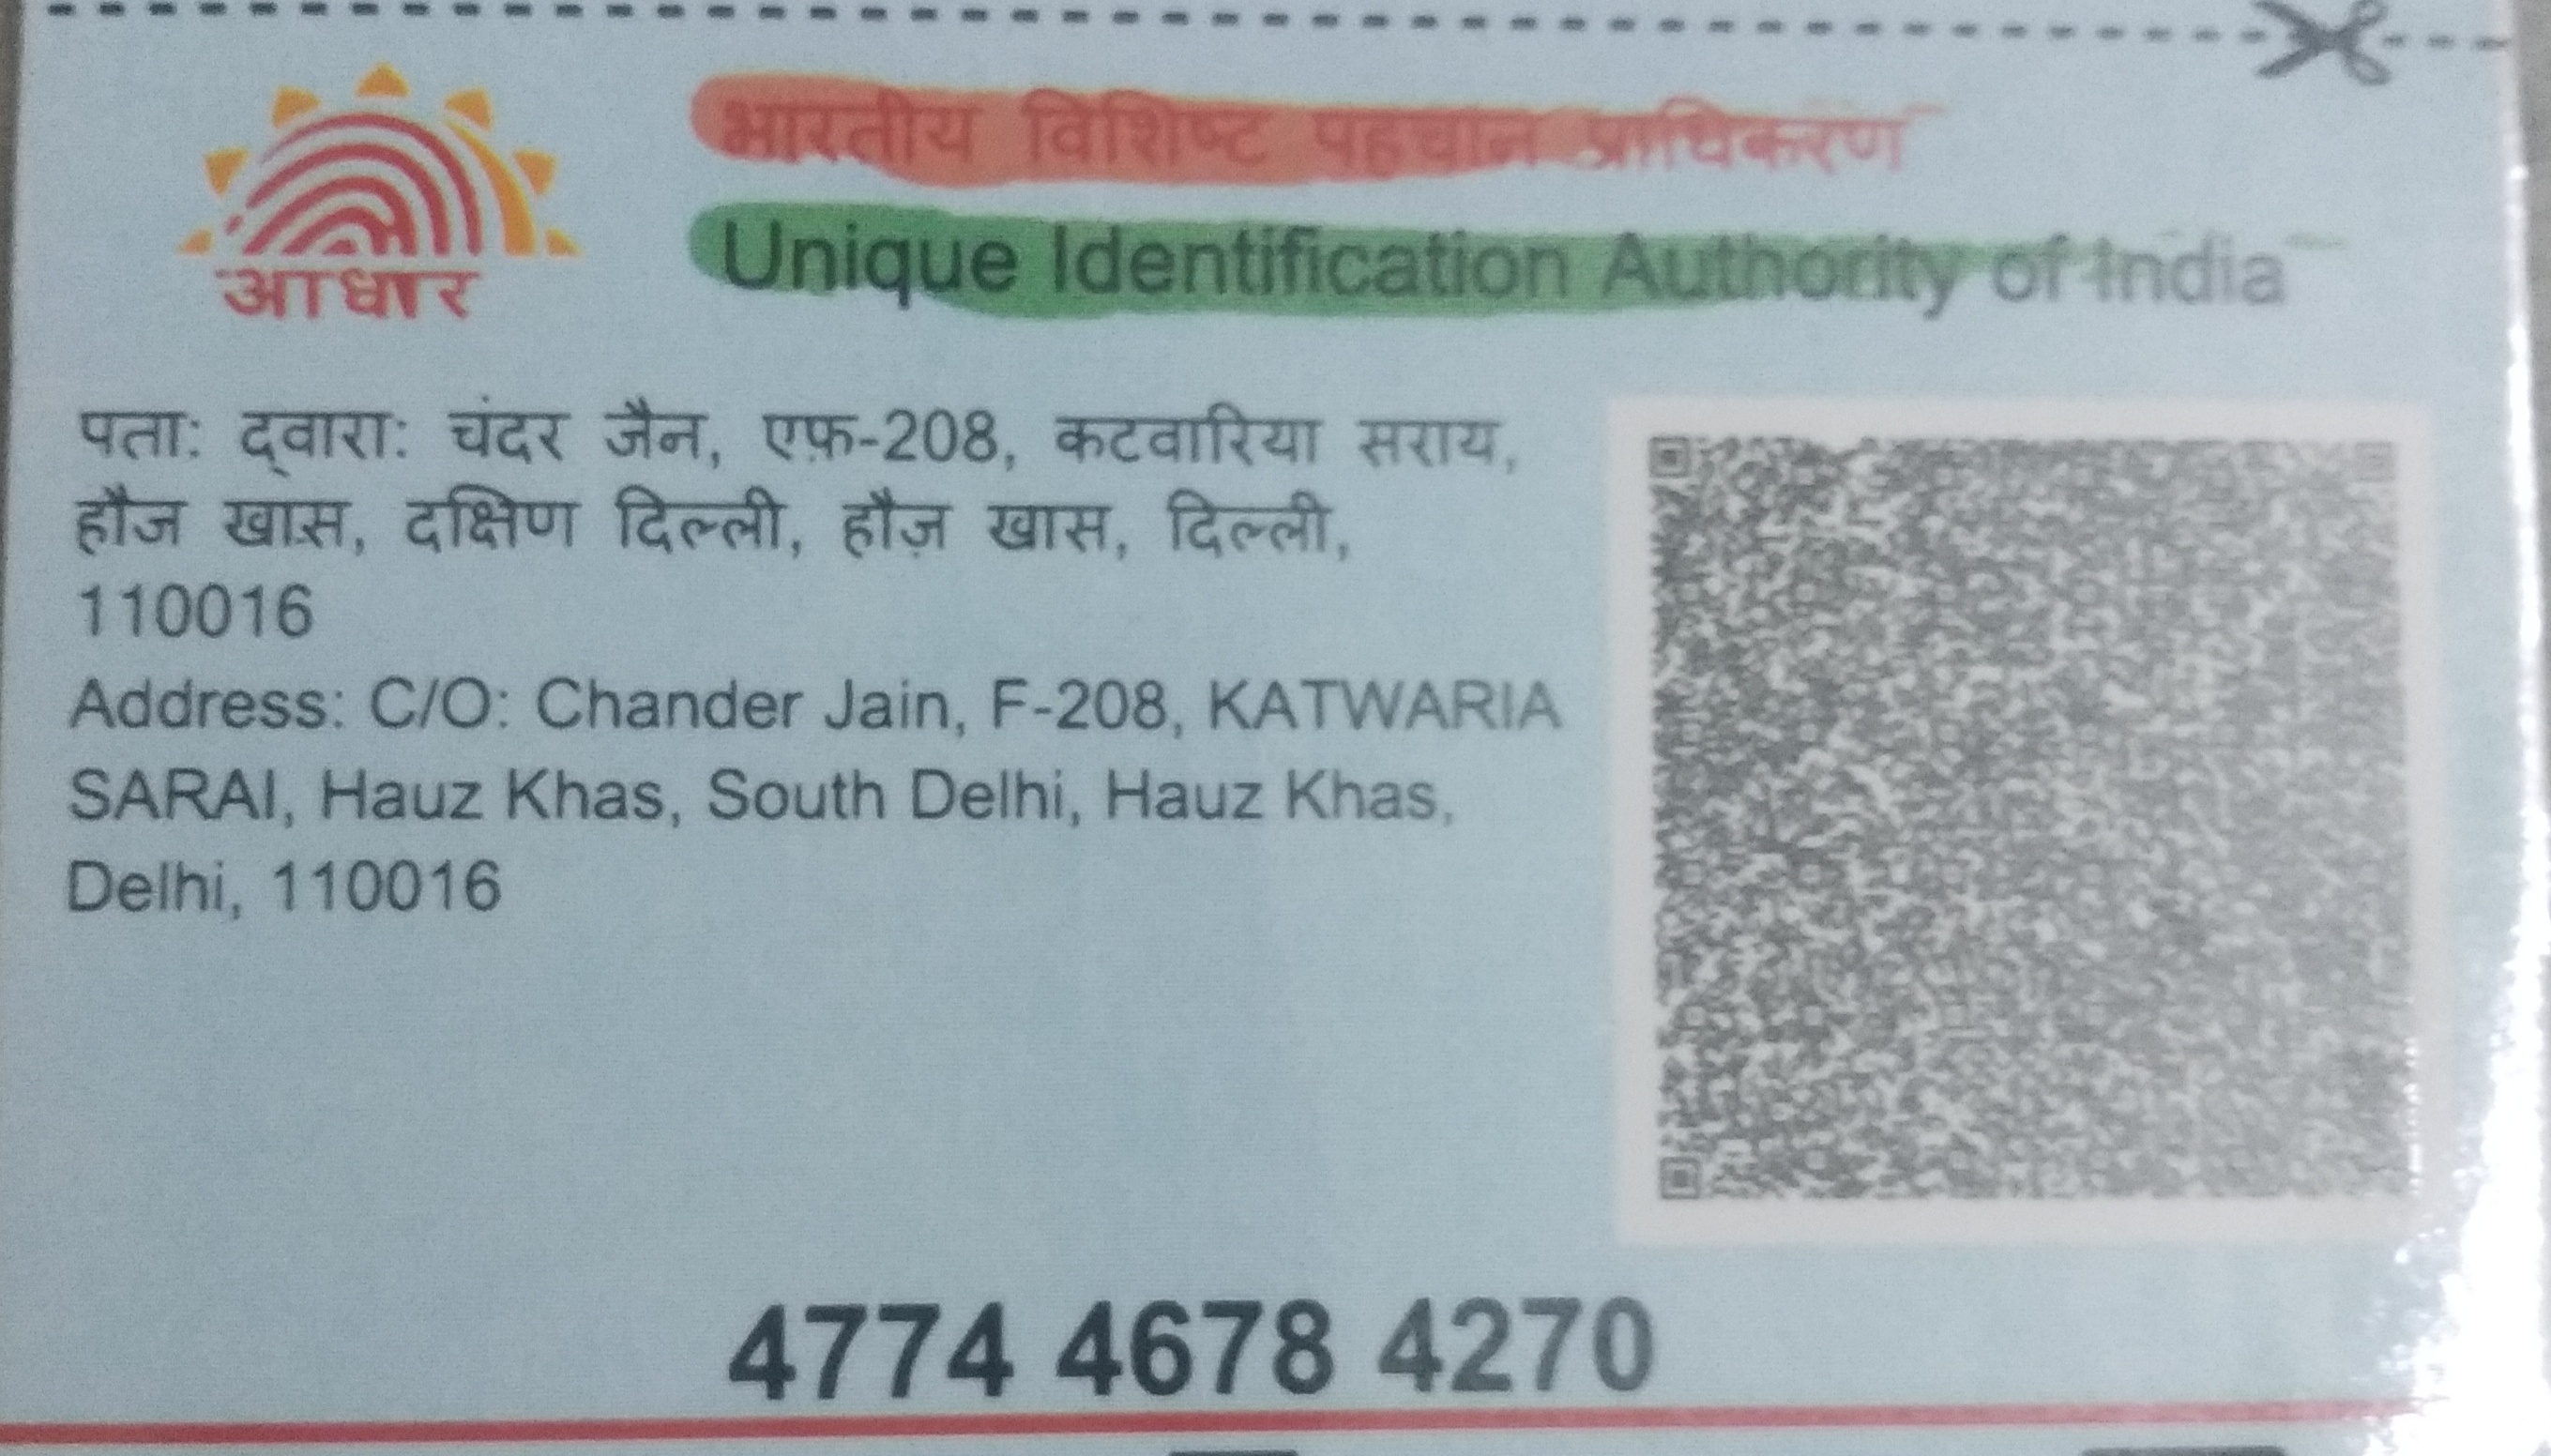 आधार
भारतीय विशिष्ट पहचान प्राधिकरण
Unique Identification Authority of India
पता: द्वारा: चंदर जैन, एफ़-208, कटवारिया सराय,
हौज खास, दक्षिण दिल्ली, हौज़ खास, दिल्ली,
110016
Address: C/O: Chander Jain, F-208, KATWARIA
SARAI, Hauz Khas, South Delhi, Hauz Khas,
Delhi, 110016
4774 4678 4270